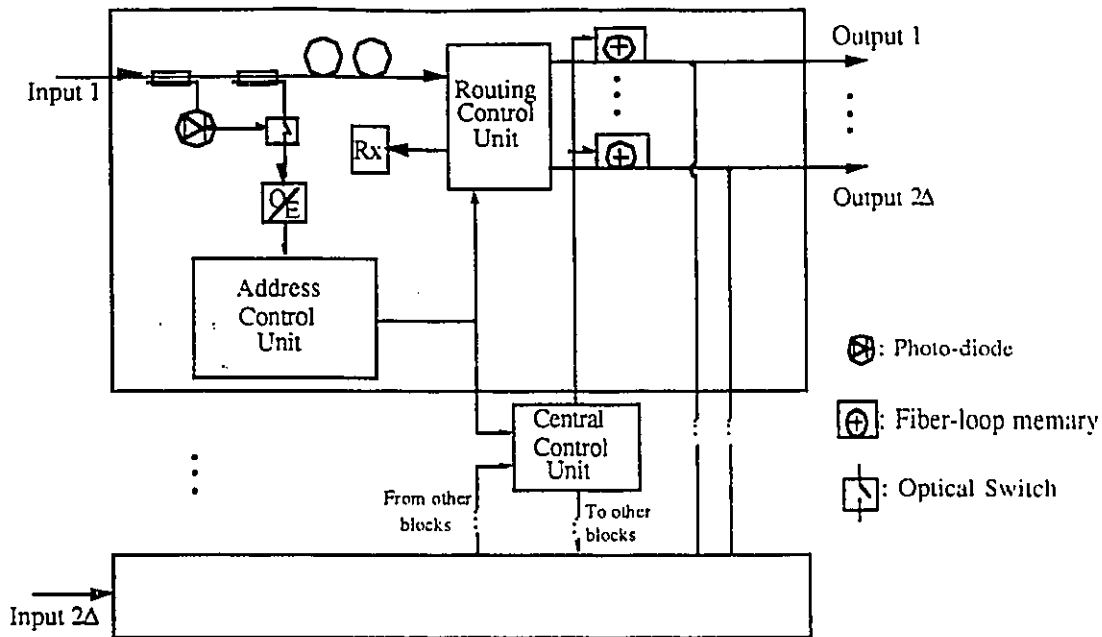 Output 1
Input 1
Routing
Control
Unit
Rx
Output 2Δ
O/E
Address
Control
Unit
: Photo-diode
Central
Control
Unit
: Fiber-loop memory
From other
blocks
To other
blocks
: Optical Switch
Input 2Δ